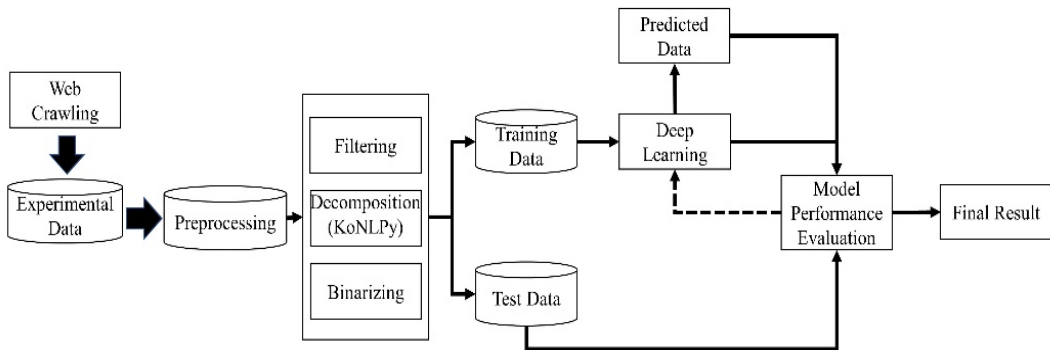 Web
Crawling
Experimental
Data
Preprocessing
Filtering
Decomposition
(KoNLPy)
Binarizing
Training
Data
Test Data
Predicted
Data
Deep
Learning
Model
Performance
Evaluation
Final Result